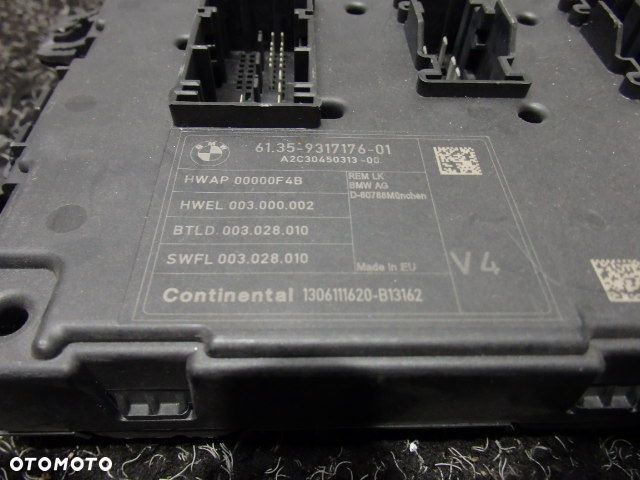 BMW
61.35-9317176-01
A2C30450313-00
HWAP 00000F4B
HWEL 003.000.002
BTLD 003.028.010
SWFL 003.028.010
REM LK
BMW AG
D-80788München
Made in EU
V4
Continental 1306111620-B13162
OTOMOTO